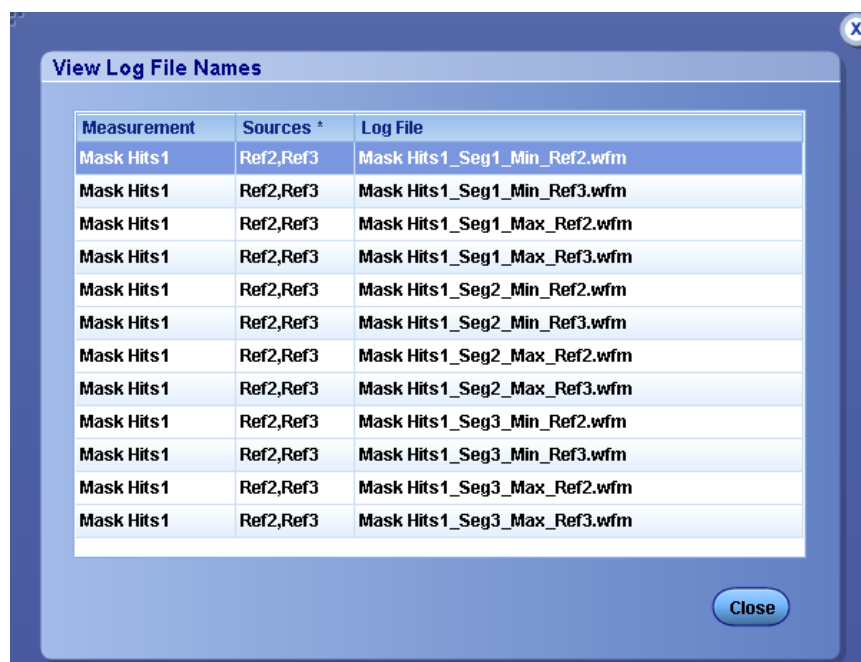 X
View Log File Names
Measurement Sources * Log File
Mask Hits1 Ref2,Ref3 Mask Hits1_Seg1_Min_Ref2.wfm
Mask Hits1 Ref2,Ref3 Mask Hits1_Seg1_Min_Ref3.wfm
Mask Hits1 Ref2,Ref3 Mask Hits1_Seg1_Max_Ref2.wfm
Mask Hits1 Ref2,Ref3 Mask Hits1_Seg1_Max_Ref3.wfm
Mask Hits1 Ref2,Ref3 Mask Hits1_Seg2_Min_Ref2.wfm
Mask Hits1 Ref2,Ref3 Mask Hits1_Seg2_Min_Ref3.wfm
Mask Hits1 Ref2,Ref3 Mask Hits1_Seg2_Max_Ref2.wfm
Mask Hits1 Ref2,Ref3 Mask Hits1_Seg2_Max_Ref3.wfm
Mask Hits1 Ref2,Ref3 Mask Hits1_Seg3_Min_Ref2.wfm
Mask Hits1 Ref2,Ref3 Mask Hits1_Seg3_Min_Ref3.wfm
Mask Hits1 Ref2,Ref3 Mask Hits1_Seg3_Max_Ref2.wfm
Mask Hits1 Ref2,Ref3 Mask Hits1_Seg3_Max_Ref3.wfm
Close